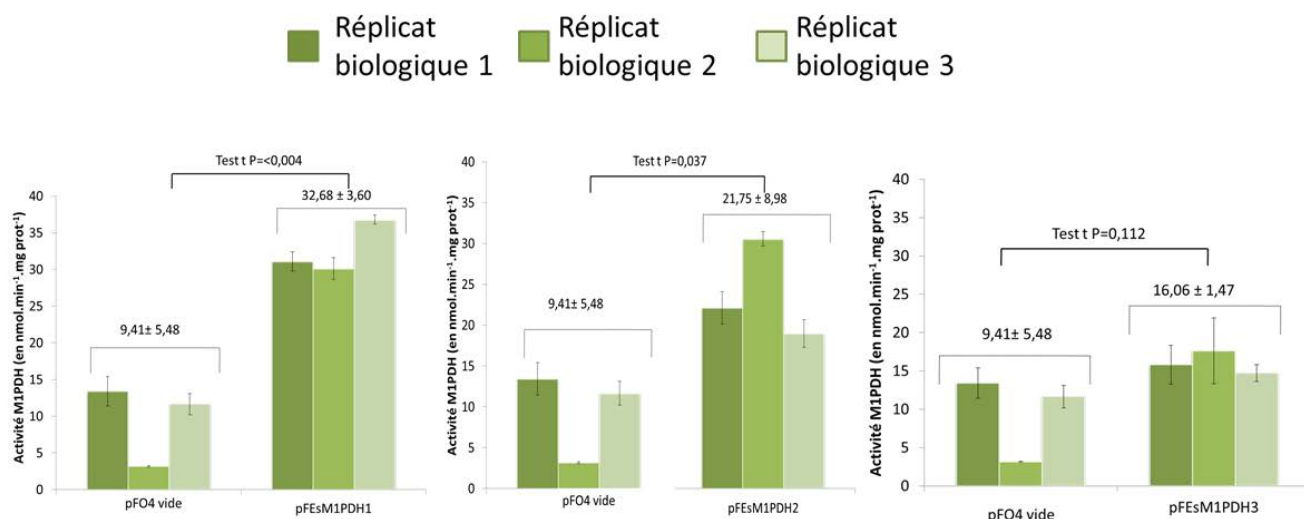 Réplicat biologique 1
Réplicat biologique 2
Réplicat biologique 3
Activité M1PDH (en nmol.min⁻¹.mg prot⁻¹)
40
35
30
25
20
15
10
5
0
Test t P=<0,004
9,41± 5,48
32,68 ± 3,60
pFO4 vide
pFEsM1PDH1
Activité M1PDH (en nmol.min⁻¹.mg prot⁻¹)
40
35
30
25
20
15
10
5
0
Test t P=0,037
9,41± 5,48
21,75 ± 8,98
pFO4 vide
pFEsM1PDH2
Activité M1PDH (en nmol.min⁻¹.mg prot⁻¹)
40
35
30
25
20
15
10
5
0
Test t P=0,112
9,41± 5,48
16,06 ± 1,47
pFO4 vide
pFEsM1PDH3